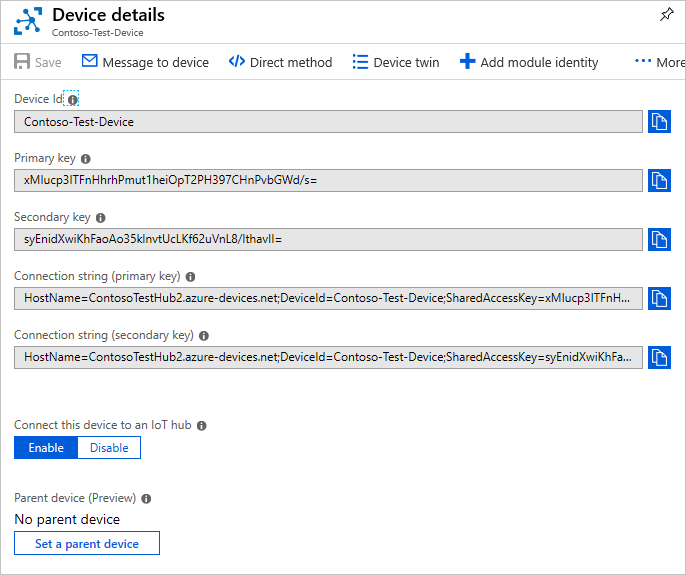 Device details
Contoso-Test-Device
Save Message to device Direct method Device twin Add module identity More
Device Id
Contoso-Test-Device
Primary key
xMIucp3ITFnHhrhPmut1heiOpT2PH397CHnPvbGWd/s=
Secondary key
syEnidXwiKhFaoAo35kInvtUcLKf62uVnL8/IthavII=
Connection string (primary key)
HostName=ContosoTestHub2.azure-devices.net;DeviceId=Contoso-Test-Device;SharedAccessKey=xMIucp3ITFnH...
Connection string (secondary key)
HostName=ContosoTestHub2.azure-devices.net;DeviceId=Contoso-Test-Device;SharedAccessKey=syEnidXwiKhFa...
Connect this device to an IoT hub
Enable Disable
Parent device (Preview)
No parent device
Set a parent device